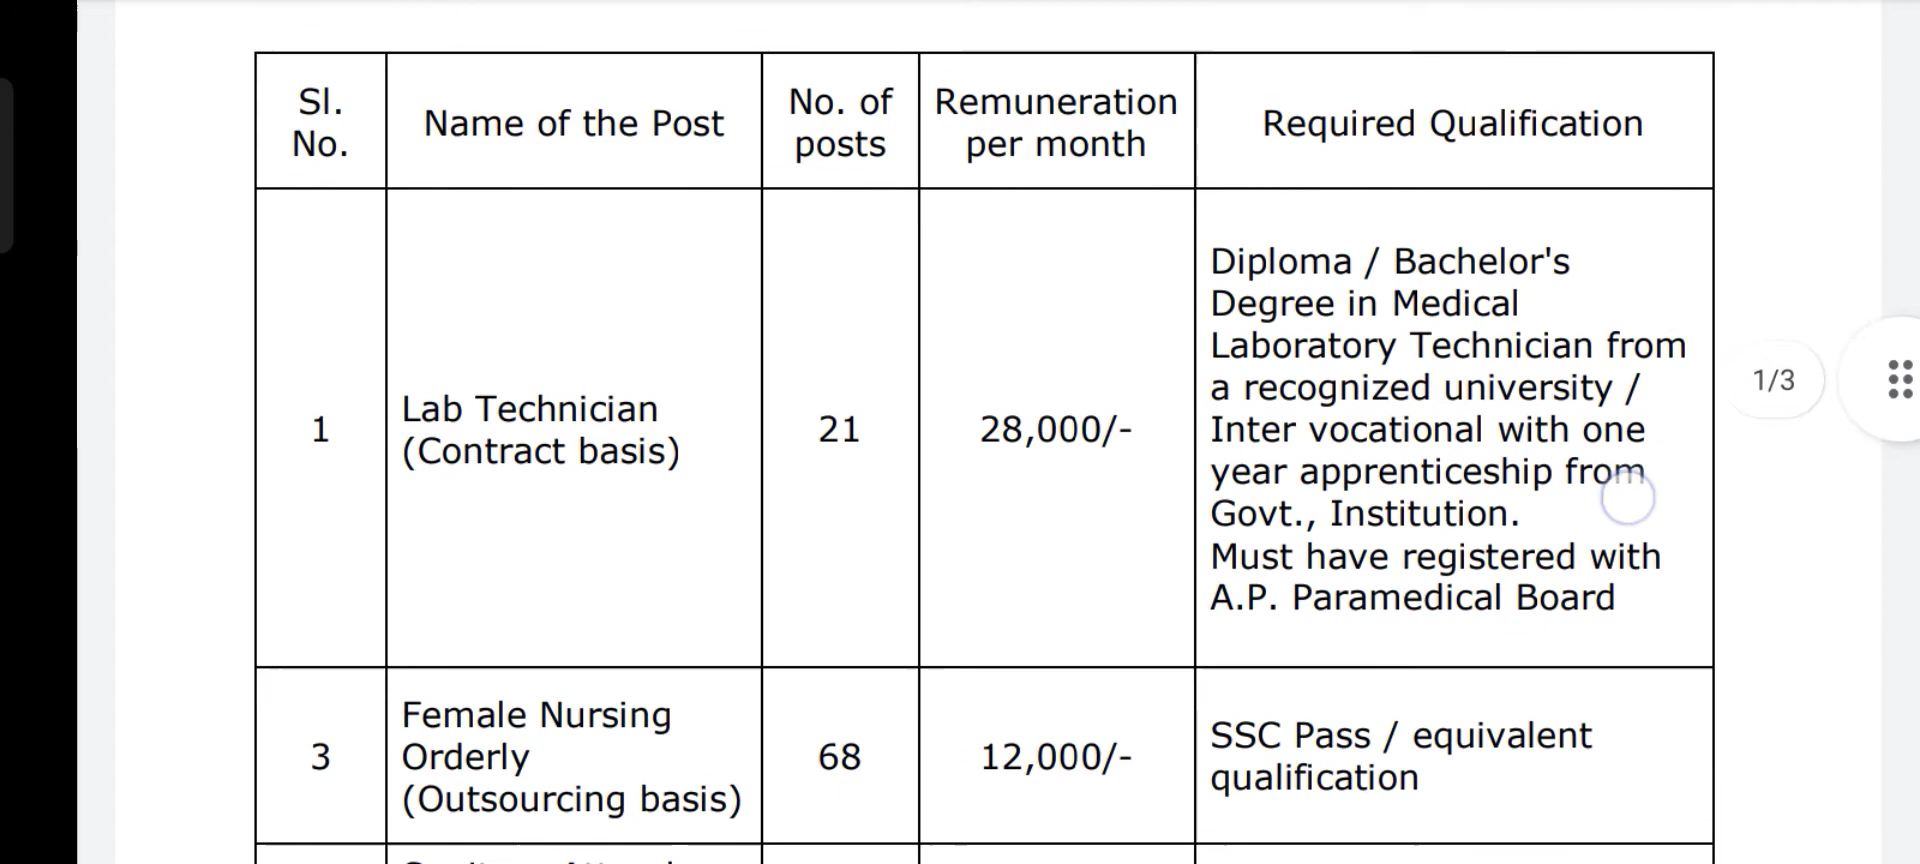 Sl. No.
Name of the Post
No. of posts
Remuneration per month
Required Qualification
1
Lab Technician
(Contract basis)
21
28,000/-
Diploma / Bachelor's
Degree in Medical
Laboratory Technician from
a recognized university /
Inter vocational with one
year apprenticeship from
Govt., Institution.
Must have registered with
A.P. Paramedical Board
1/3
3
Female Nursing
Orderly
(Outsourcing basis)
68
12,000/-
SSC Pass / equivalent
qualification